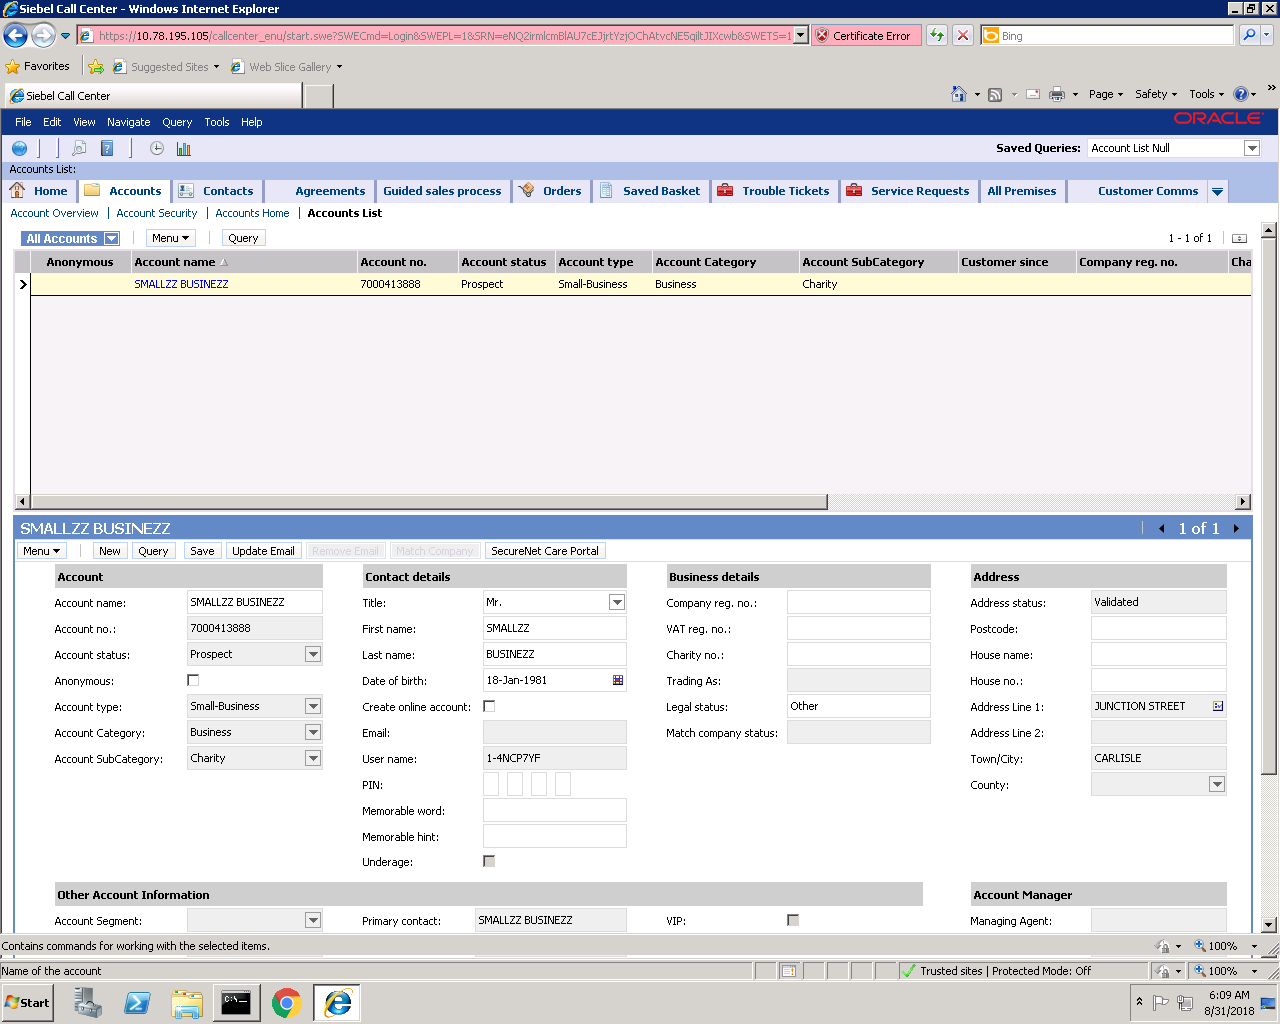 Siebel Call Center - Windows Internet Explorer
https://10.78.195.105/callcenter_enu/start.swe?SWECmd=Login&SWEPL=1&SRN= Certificate Error Bing
Favorites Suggested Sites Web Slice Gallery
Siebel Call Center Page Safety Tools
File Edit View Navigate Query Tools Help ORACLE
Saved Queries: Account List Null
Accounts List:
Home Accounts Contacts Agreements Guided sales process Orders Saved Basket Trouble Tickets Service Requests All Premises Customer Comms
Account Overview Account Security Accounts Home Accounts List
All Accounts Menu Query 1 - 1 of 1
Anonymous Account name Account no. Account status Account type Account Category Account SubCategory Customer since Company reg. no. Cha
SMALLZZ BUSINEZZ 7000413888 Prospect Small-Business Business Charity
SMALLZZ BUSINEZZ 1 of 1
Menu New Query Save Update Email Remove Email Match Company SecureNet Care Portal
Account Contact details Business details Address
Account name: SMALLZZ BUSINEZZ Title: Mr. Company reg. no.: Address status: Validated
Account no.: 7000413888 First name: SMALLZZ VAT reg. no.: Postcode:
Account status: Prospect Last name: BUSINEZZ Charity no.: House name:
Anonymous: Date of birth: 18-Jan-1981 Trading As: House no.:
Account type: Small-Business Create online account: Legal status: Other Address Line 1: JUNCTION STREET
Account Category: Business Email: Match company status: Address Line 2:
Account SubCategory: Charity User name: 1-4NCP7YF Town/City: CARLISLE
PIN: County:
Memorable word:
Memorable hint:
Underage:
Other Account Information Account Manager
Account Segment: Primary contact: SMALLZZ BUSINEZZ VIP: Managing Agent:
Contains commands for working with the selected items. 100%
Name of the account Trusted sites | Protected Mode: Off 100%
Start C:\ 6:09 AM
8/31/2018